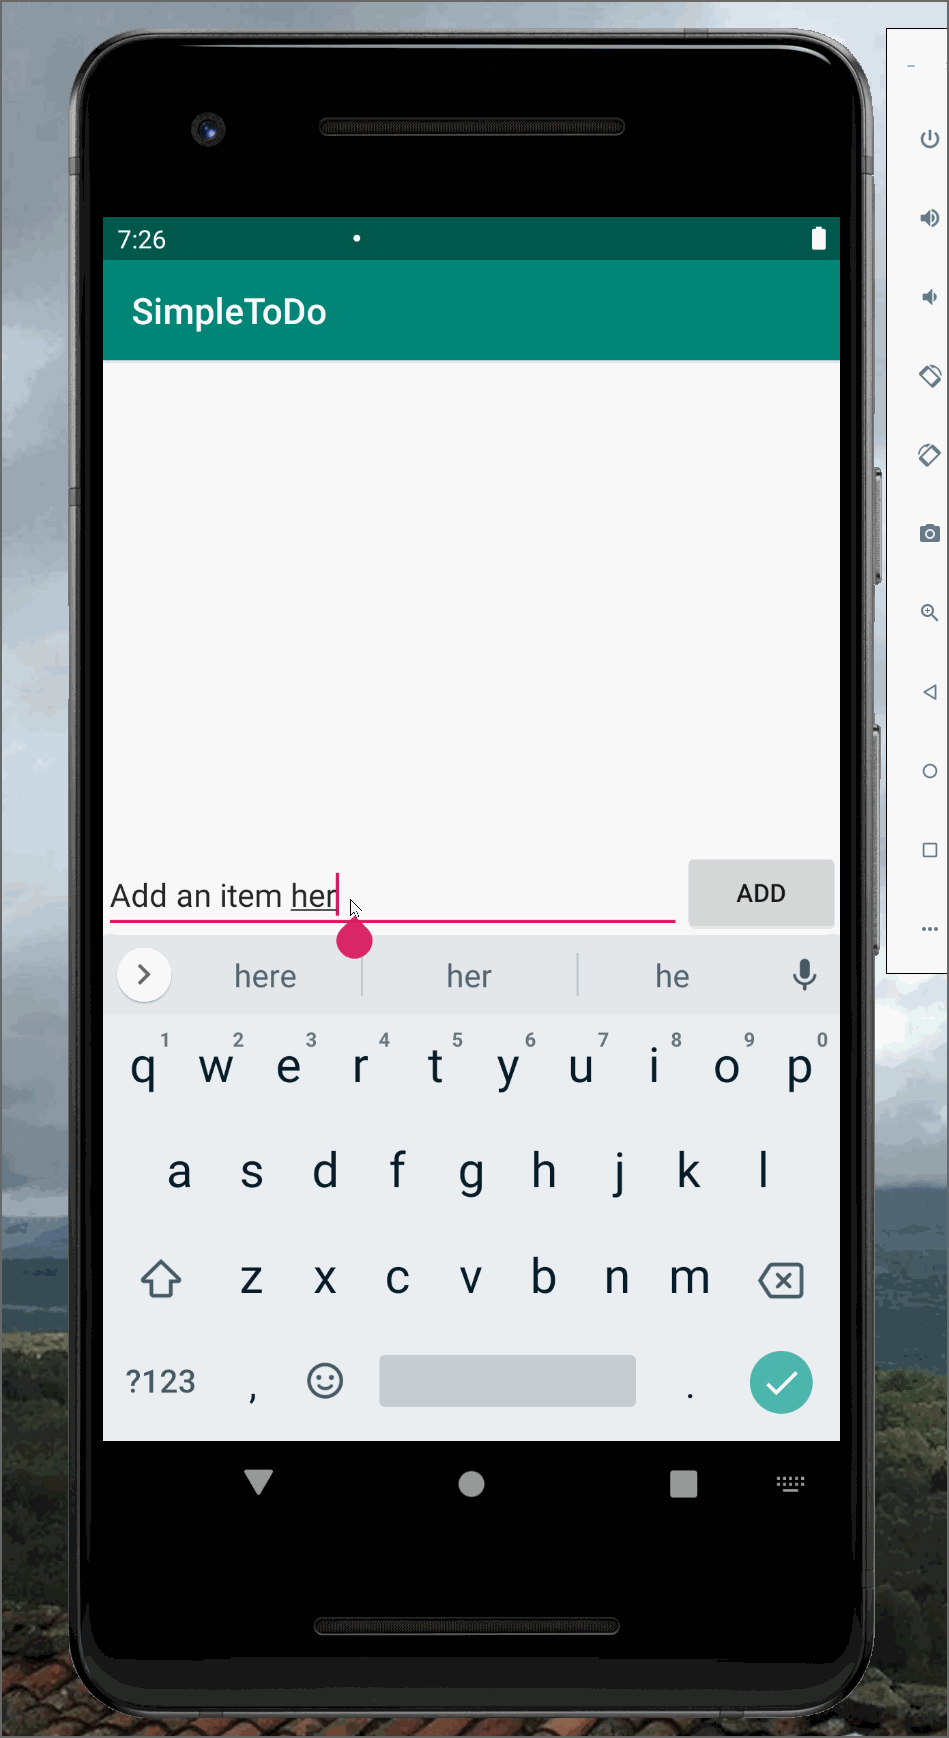 7:26
SimpleToDo
Add an item her
ADD
here her he
1 2 3 4 5 6 7 8 9 0
q w e r t y u i o p
a s d f g h j k l
z x c v b n m
?123 , .